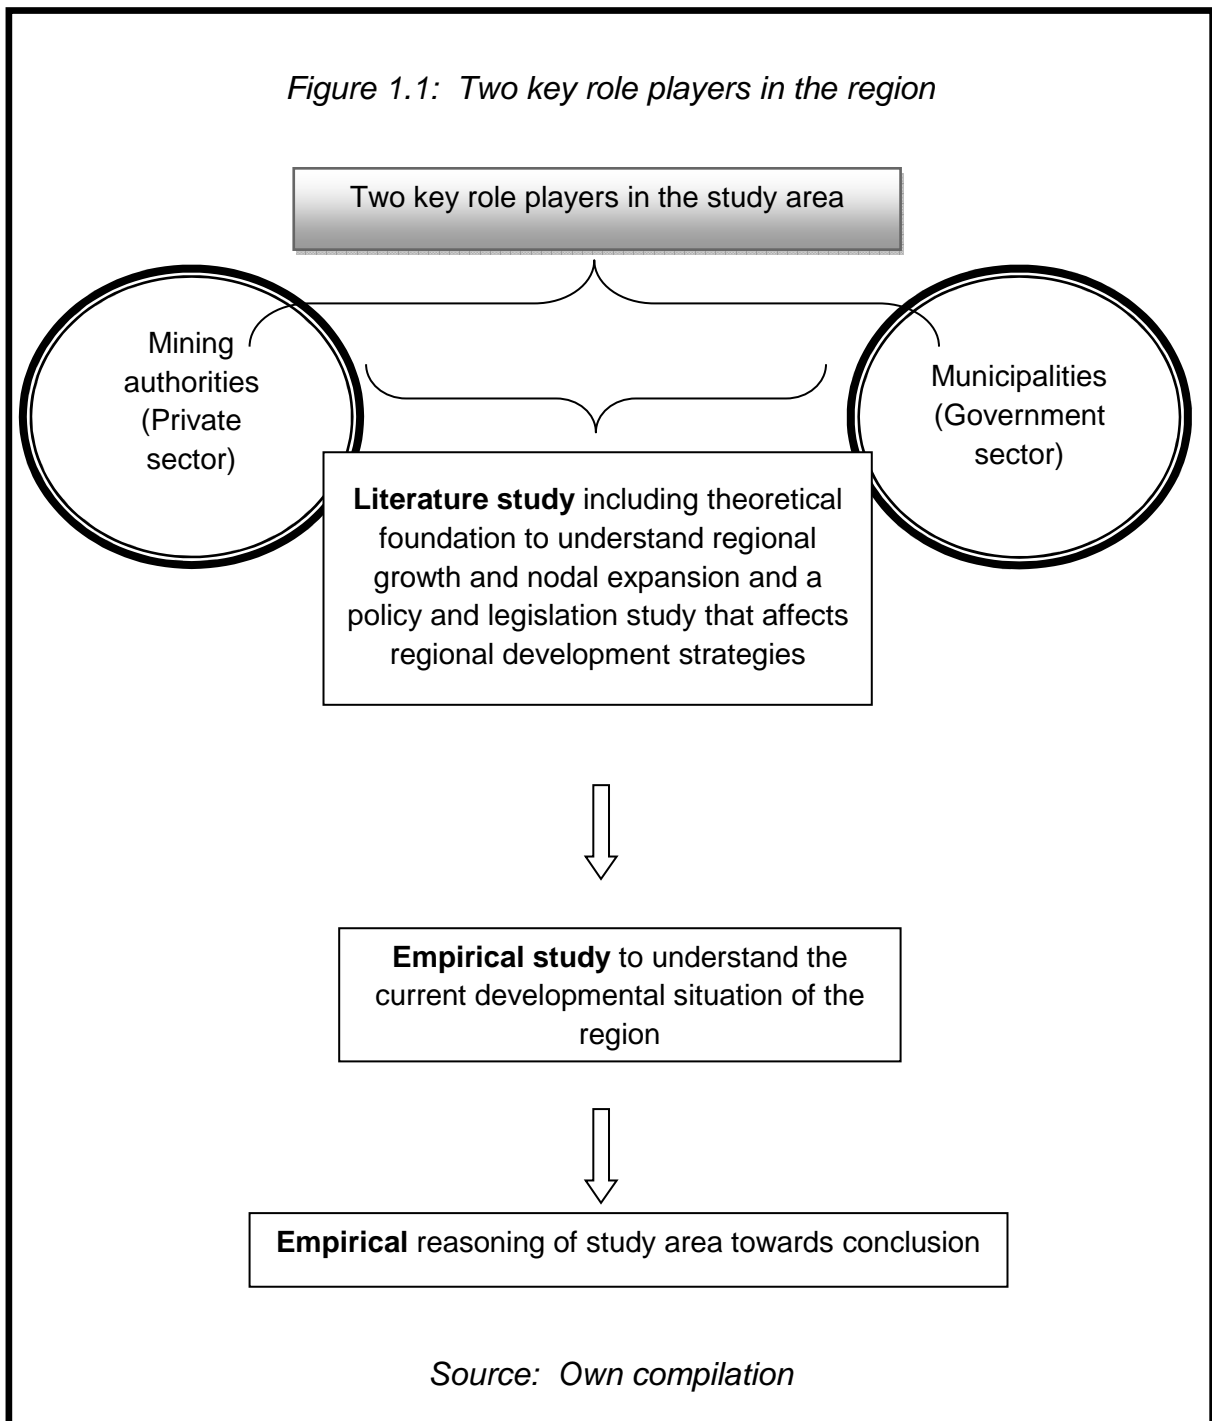 Figure 1.1: Two key role players in the region
Two key role players in the study area
Mining
authorities
(Private
sector)
Municipalities
(Government
sector)
Literature study including theoretical
foundation to understand regional
growth and nodal expansion and a
policy and legislation study that affects
regional development strategies
Empirical study to understand the
current developmental situation of the
region
Empirical reasoning of study area towards conclusion
Source: Own compilation